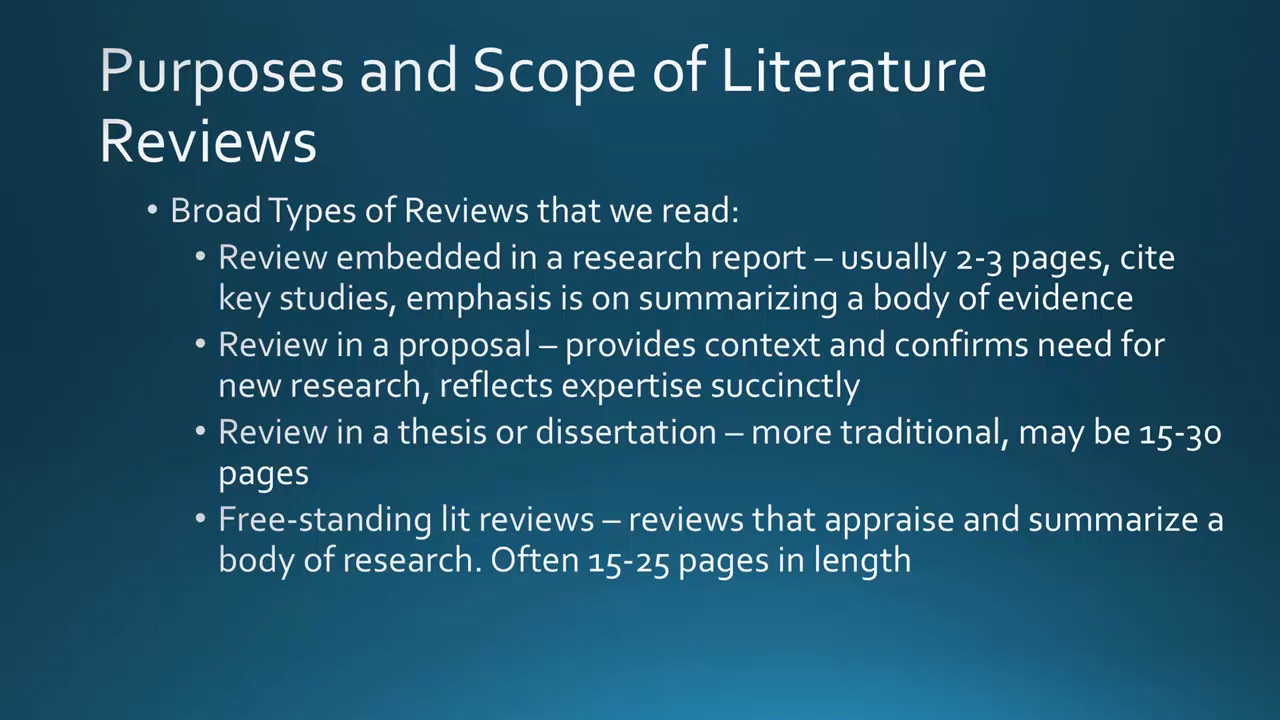 Purposes and Scope of Literature
Reviews
• Broad Types of Reviews that we read:
• Review embedded in a research report – usually 2-3 pages, cite
key studies, emphasis is on summarizing a body of evidence
• Review in a proposal – provides context and confirms need for
new research, reflects expertise succinctly
• Review in a thesis or dissertation – more traditional, may be 15-30
pages
• Free-standing lit reviews – reviews that appraise and summarize a
body of research. Often 15-25 pages in length